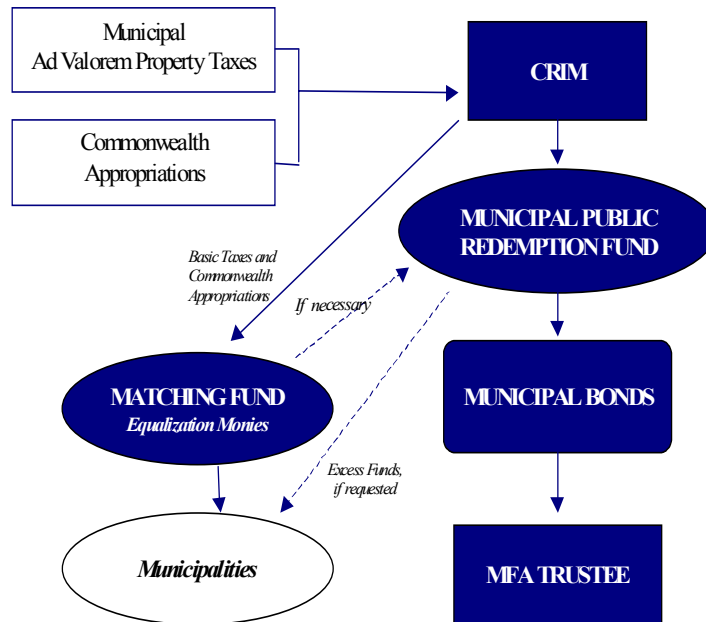 Municipal
Ad Valorem Property Taxes
CRIM
Commonwealth
Appropriations
MUNICIPAL PUBLIC
REDEMPTION FUND
Basic Taxes and
Commonwealth
Appropriations
If necessary
MATCHING FUND
Equalization Monies
MUNICIPAL BONDS
Excess Funds,
if requested
Municipalities
MFA TRUSTEE